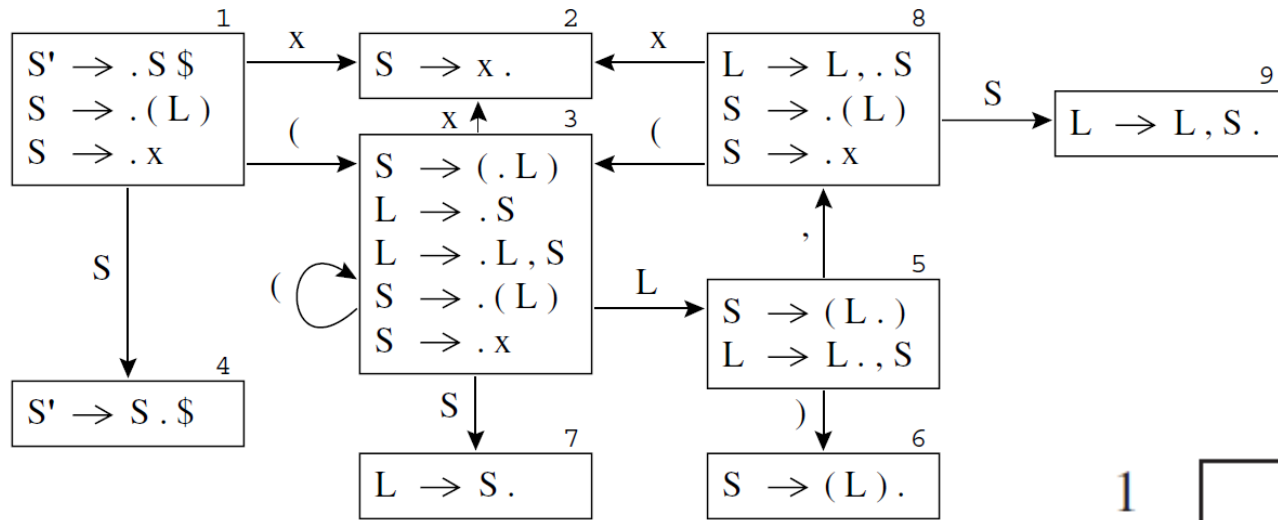 1
S' → . S $
S → . ( L )
S → . x
x
(
S
2
S → x .
x
3
S → ( . L )
L → . S
L → . L , S
S → . ( L )
S → . x
(
L
S
x
(
8
L → L , . S
S → . ( L )
S → . x
S
9
L → L , S .
,
5
S → ( L . )
L → L . , S
)
4
S' → S . $
7
L → S .
6
S → ( L ) .
1